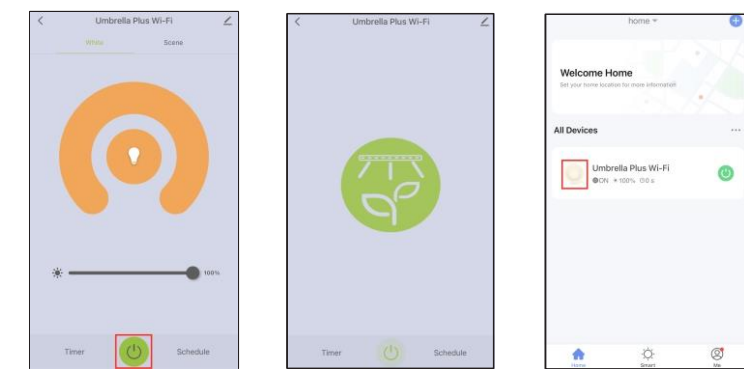 Umbrella Plus Wi-Fi
White
Scene
100%
Timer
Schedule
Umbrella Plus Wi-Fi
Timer
Schedule
home
Welcome Home
Set your home location for more information
All Devices
Umbrella Plus Wi-Fi
ON 100% 0 s
Home
Smart
Me